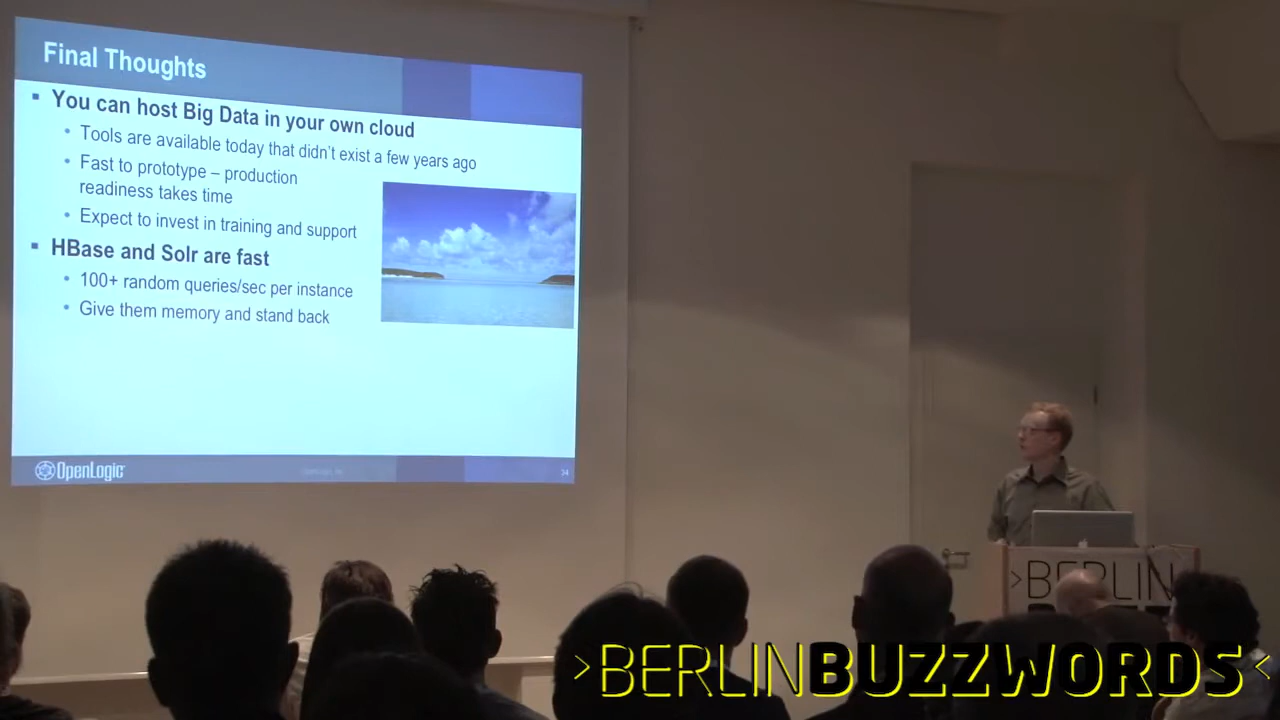 Final Thoughts
▪ You can host Big Data in your own cloud
• Tools are available today that didn't exist a few years ago
• Fast to prototype – production
readiness takes time
• Expect to invest in training and support
▪ HBase and Solr are fast
• 100+ random queries/sec per instance
• Give them memory and stand back
OpenLogic
34
>BERLIN
>BERLINBUZZWORDS<